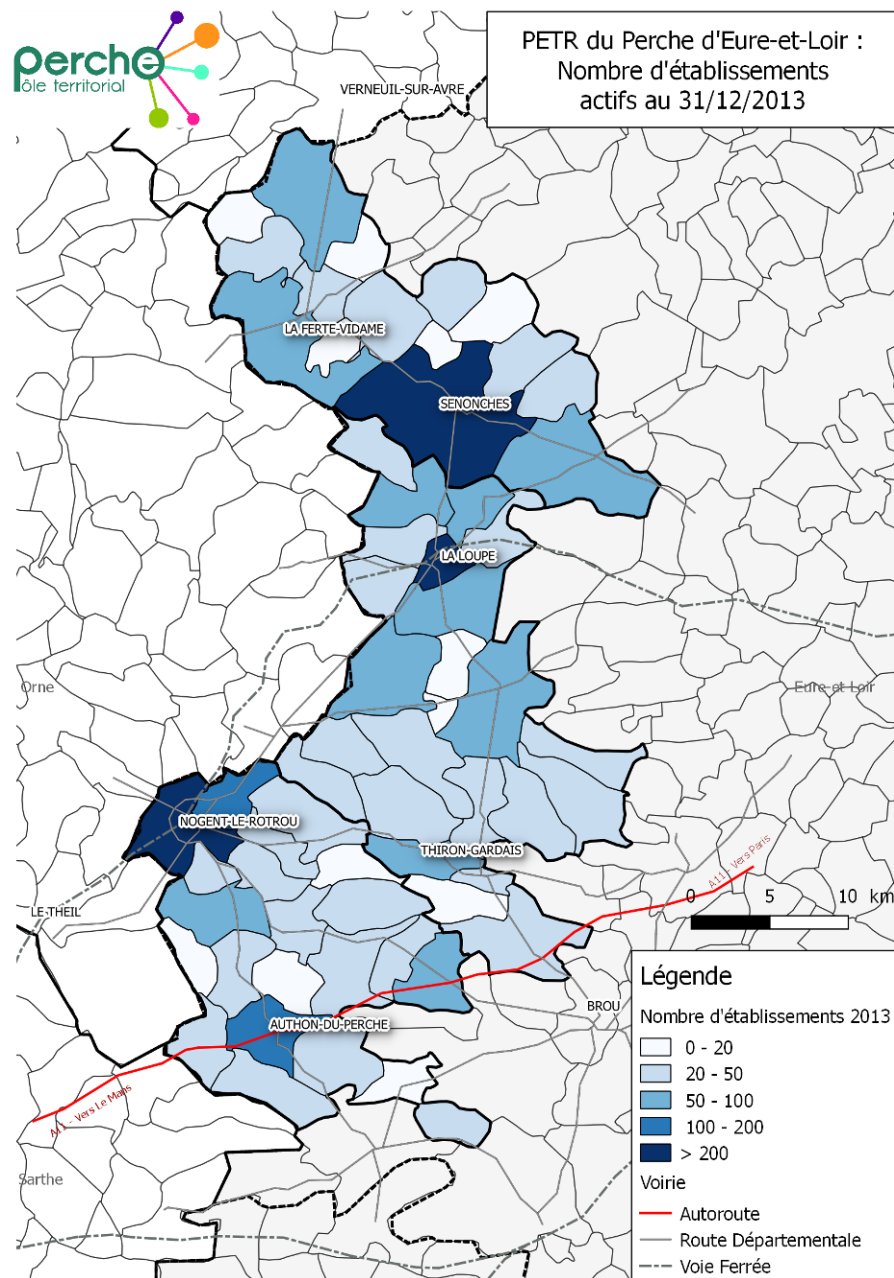 perche
pôle territorial
PETR du Perche d'Eure-et-Loir :
Nombre d'établissements
actifs au 31/12/2013
VERNEUIL-SUR-AVRE
LA FERTE-VIDAME
SENONCHES
LA LOUPE
Orne
Eure-et-Loir
NOGENT-LE-ROTROU
THIRON-GARDAIS
A11 - Vers Paris
LE THEIL
0 5 10 km
BROU
AUTHON-DU-PERCHE
A11 - Vers Le Mans
Sarthe
Légende
Nombre d'établissements 2013
0 - 20
20 - 50
50 - 100
100 - 200
> 200
Voirie
Autoroute
Route Départementale
Voie Ferrée